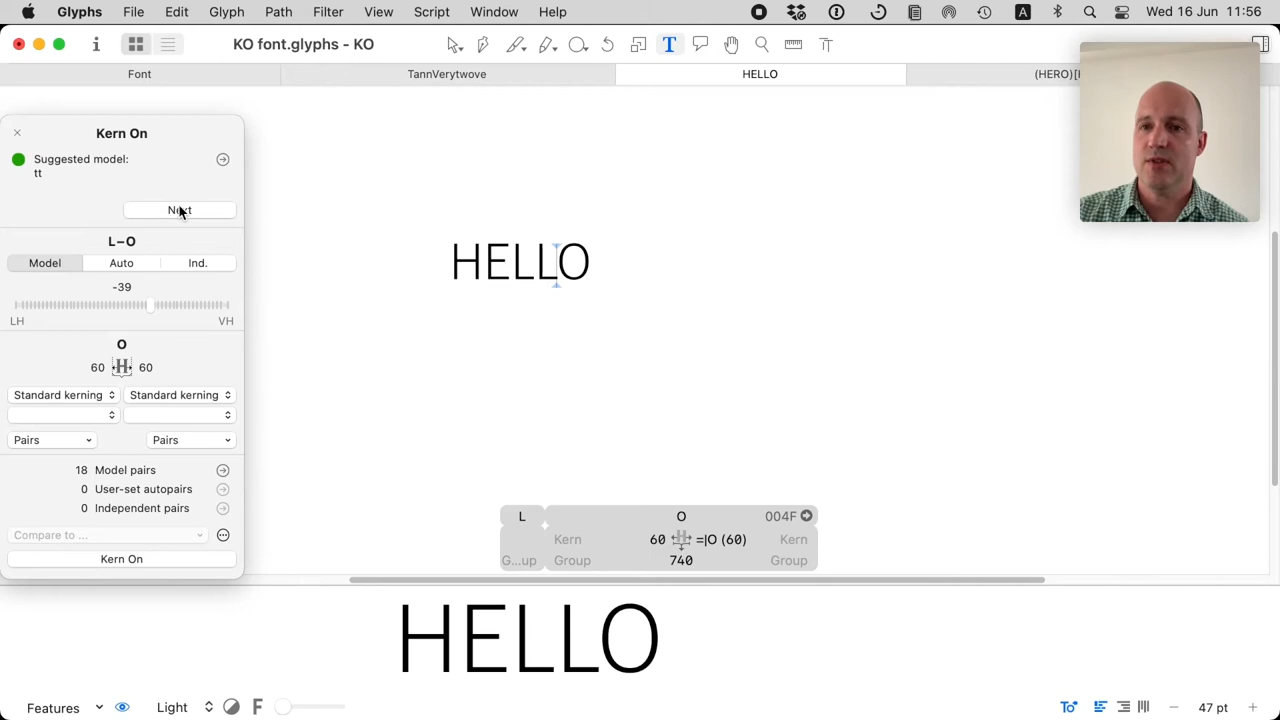 Glyphs File Edit Glyph Path Filter View Script Window Help A Wed 16 Jun 11:56
KO font.glyphs - KO T T
Font TannVerytwove HELLO (HERO)[
Kern On
Suggested model:
tt
Next
L–O
Model Auto Ind.
-39
LH VH
O
60 H 60
Standard kerning Standard kerning
Pairs Pairs
18 Model pairs
0 User-set autopairs
0 Independent pairs
Compare to ...
Kern On
HELLO
L O 004F
Kern 60 H =|O (60) Kern
G...up Group 740 Group
HELLO
Features Light F 47 pt